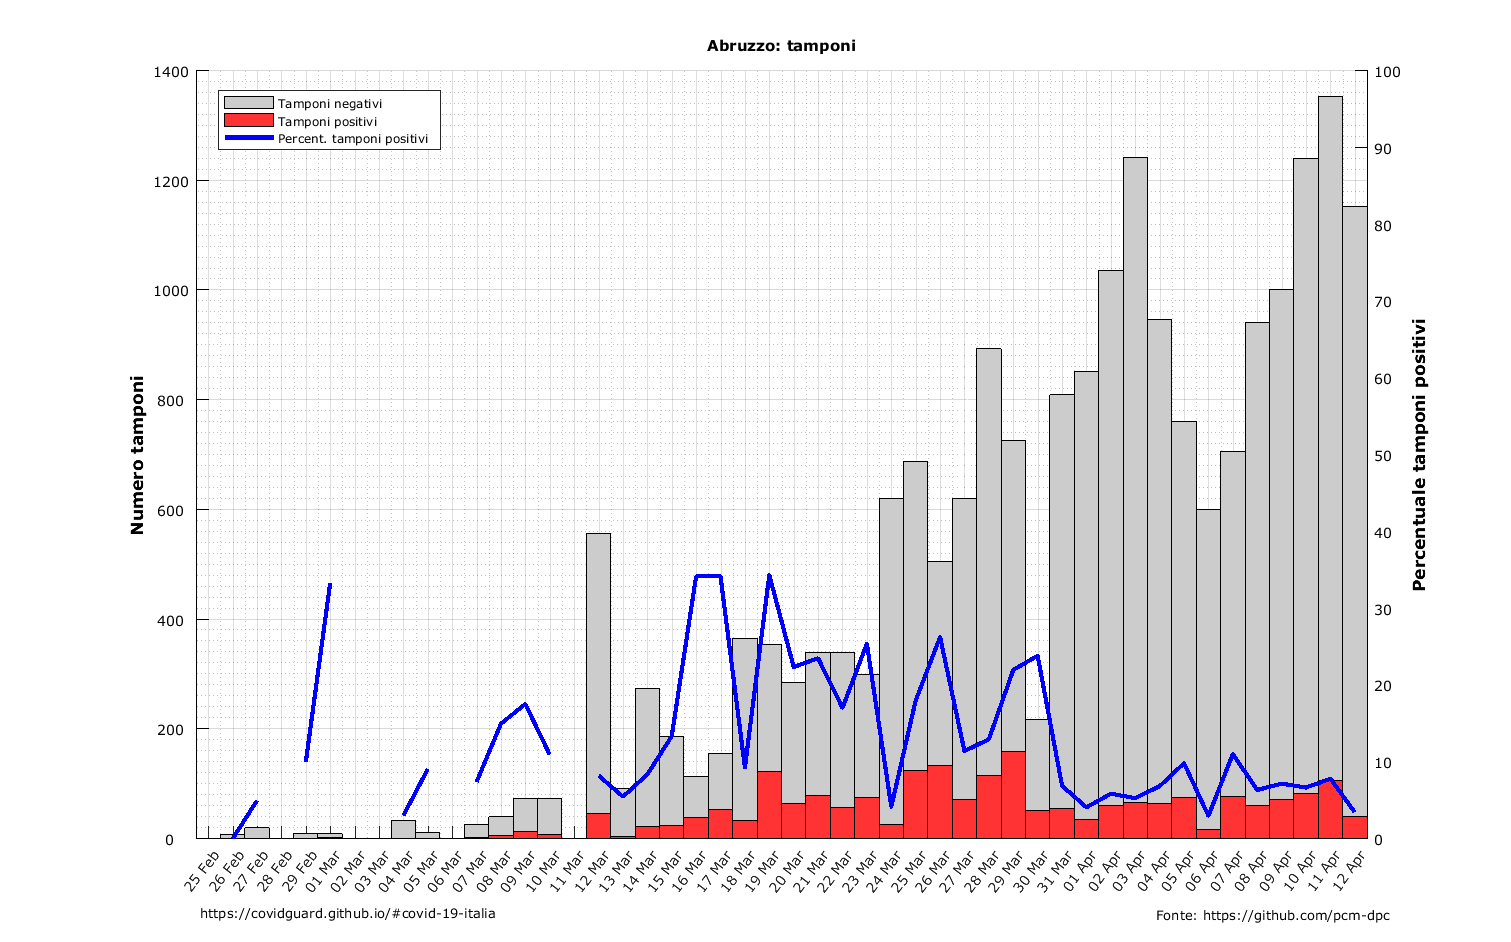 Abruzzo: tamponi
Tamponi negativi
Tamponi positivi
Percent. tamponi positivi
Numero tamponi
1400
1200
1000
800
600
400
200
0
Percentuale tamponi positivi
100
90
80
70
60
50
40
30
20
10
0
25 Feb
26 Feb
27 Feb
28 Feb
29 Feb
01 Mar
02 Mar
03 Mar
04 Mar
05 Mar
06 Mar
07 Mar
08 Mar
09 Mar
10 Mar
11 Mar
12 Mar
13 Mar
14 Mar
15 Mar
16 Mar
17 Mar
18 Mar
19 Mar
20 Mar
21 Mar
22 Mar
23 Mar
24 Mar
25 Mar
26 Mar
27 Mar
28 Mar
29 Mar
30 Mar
31 Mar
01 Apr
02 Apr
03 Apr
04 Apr
05 Apr
06 Apr
07 Apr
08 Apr
09 Apr
10 Apr
11 Apr
12 Apr
https://covidguard.github.io/#covid-19-italia
Fonte: https://github.com/pcm-dpc